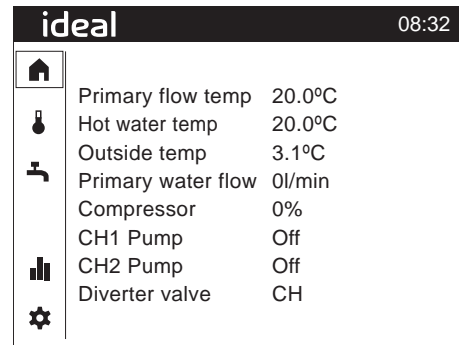 ideal 08:32
Primary flow temp 20.0ºC
Hot water temp 20.0ºC
Outside temp 3.1ºC
Primary water flow 0l/min
Compressor 0%
CH1 Pump Off
CH2 Pump Off
Diverter valve CH